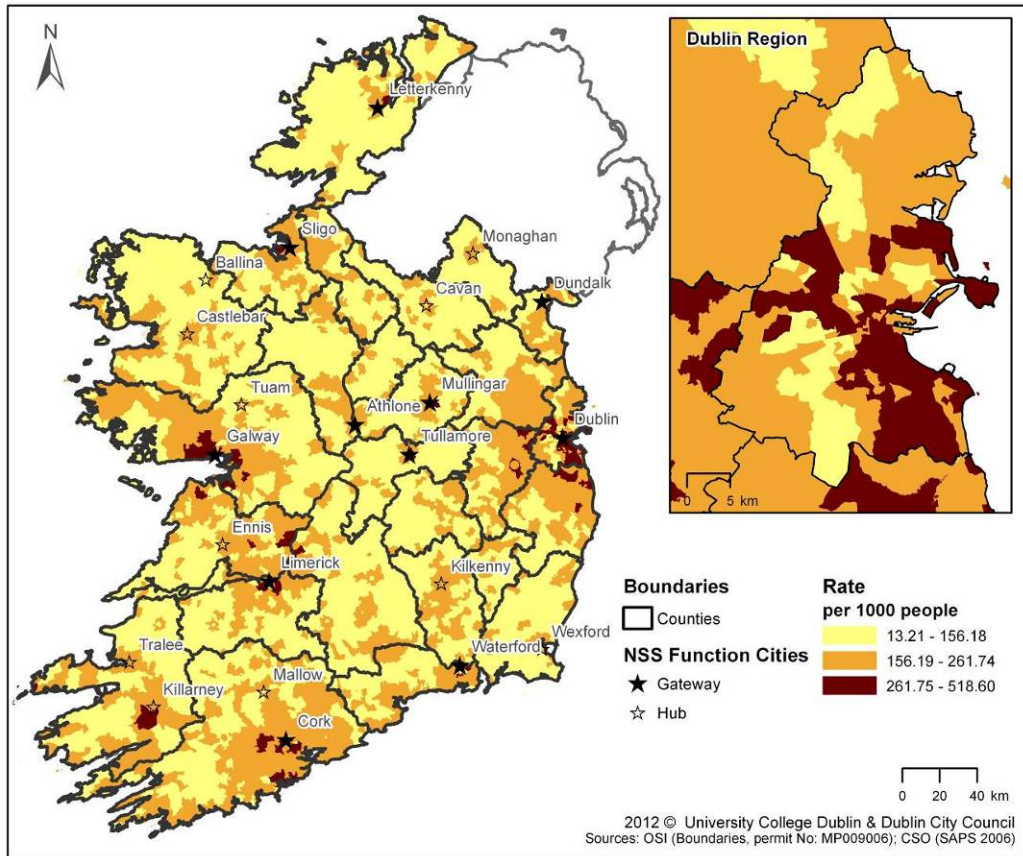 N
Letterkenny
Sligo
Monaghan
Ballina
Cavan
Dundalk
Castlebar
Tuam
Mullingar
Athlone
Dublin
Galway
Tullamore
Ennis
Limerick
Kilkenny
Wexford
Tralee
Waterford
Mallow
Killarney
Cork
Dublin Region
0 5 km
Boundaries
Counties
NSS Function Cities
Gateway
Hub
Rate
per 1000 people
13.21 - 156.18
156.19 - 261.74
261.75 - 518.60
0 20 40 km
2012 © University College Dublin & Dublin City Council
Sources: OSI (Boundaries, permit No: MP009006); CSO (SAPS 2006)